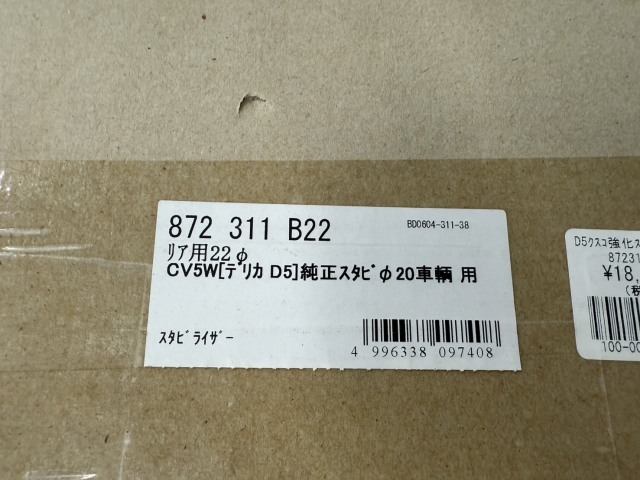 872 311 B22
BD0604-311-38
ﾘｱ用22φ
CV5W[ﾃﾞﾘｶ D5]純正ｽﾀﾋﾞφ20車輌 用
ｽﾀﾋﾞﾗｲｻﾞｰ
4 996338 097408
D5クスコ強化ス
87231
¥18,
(税
100-00